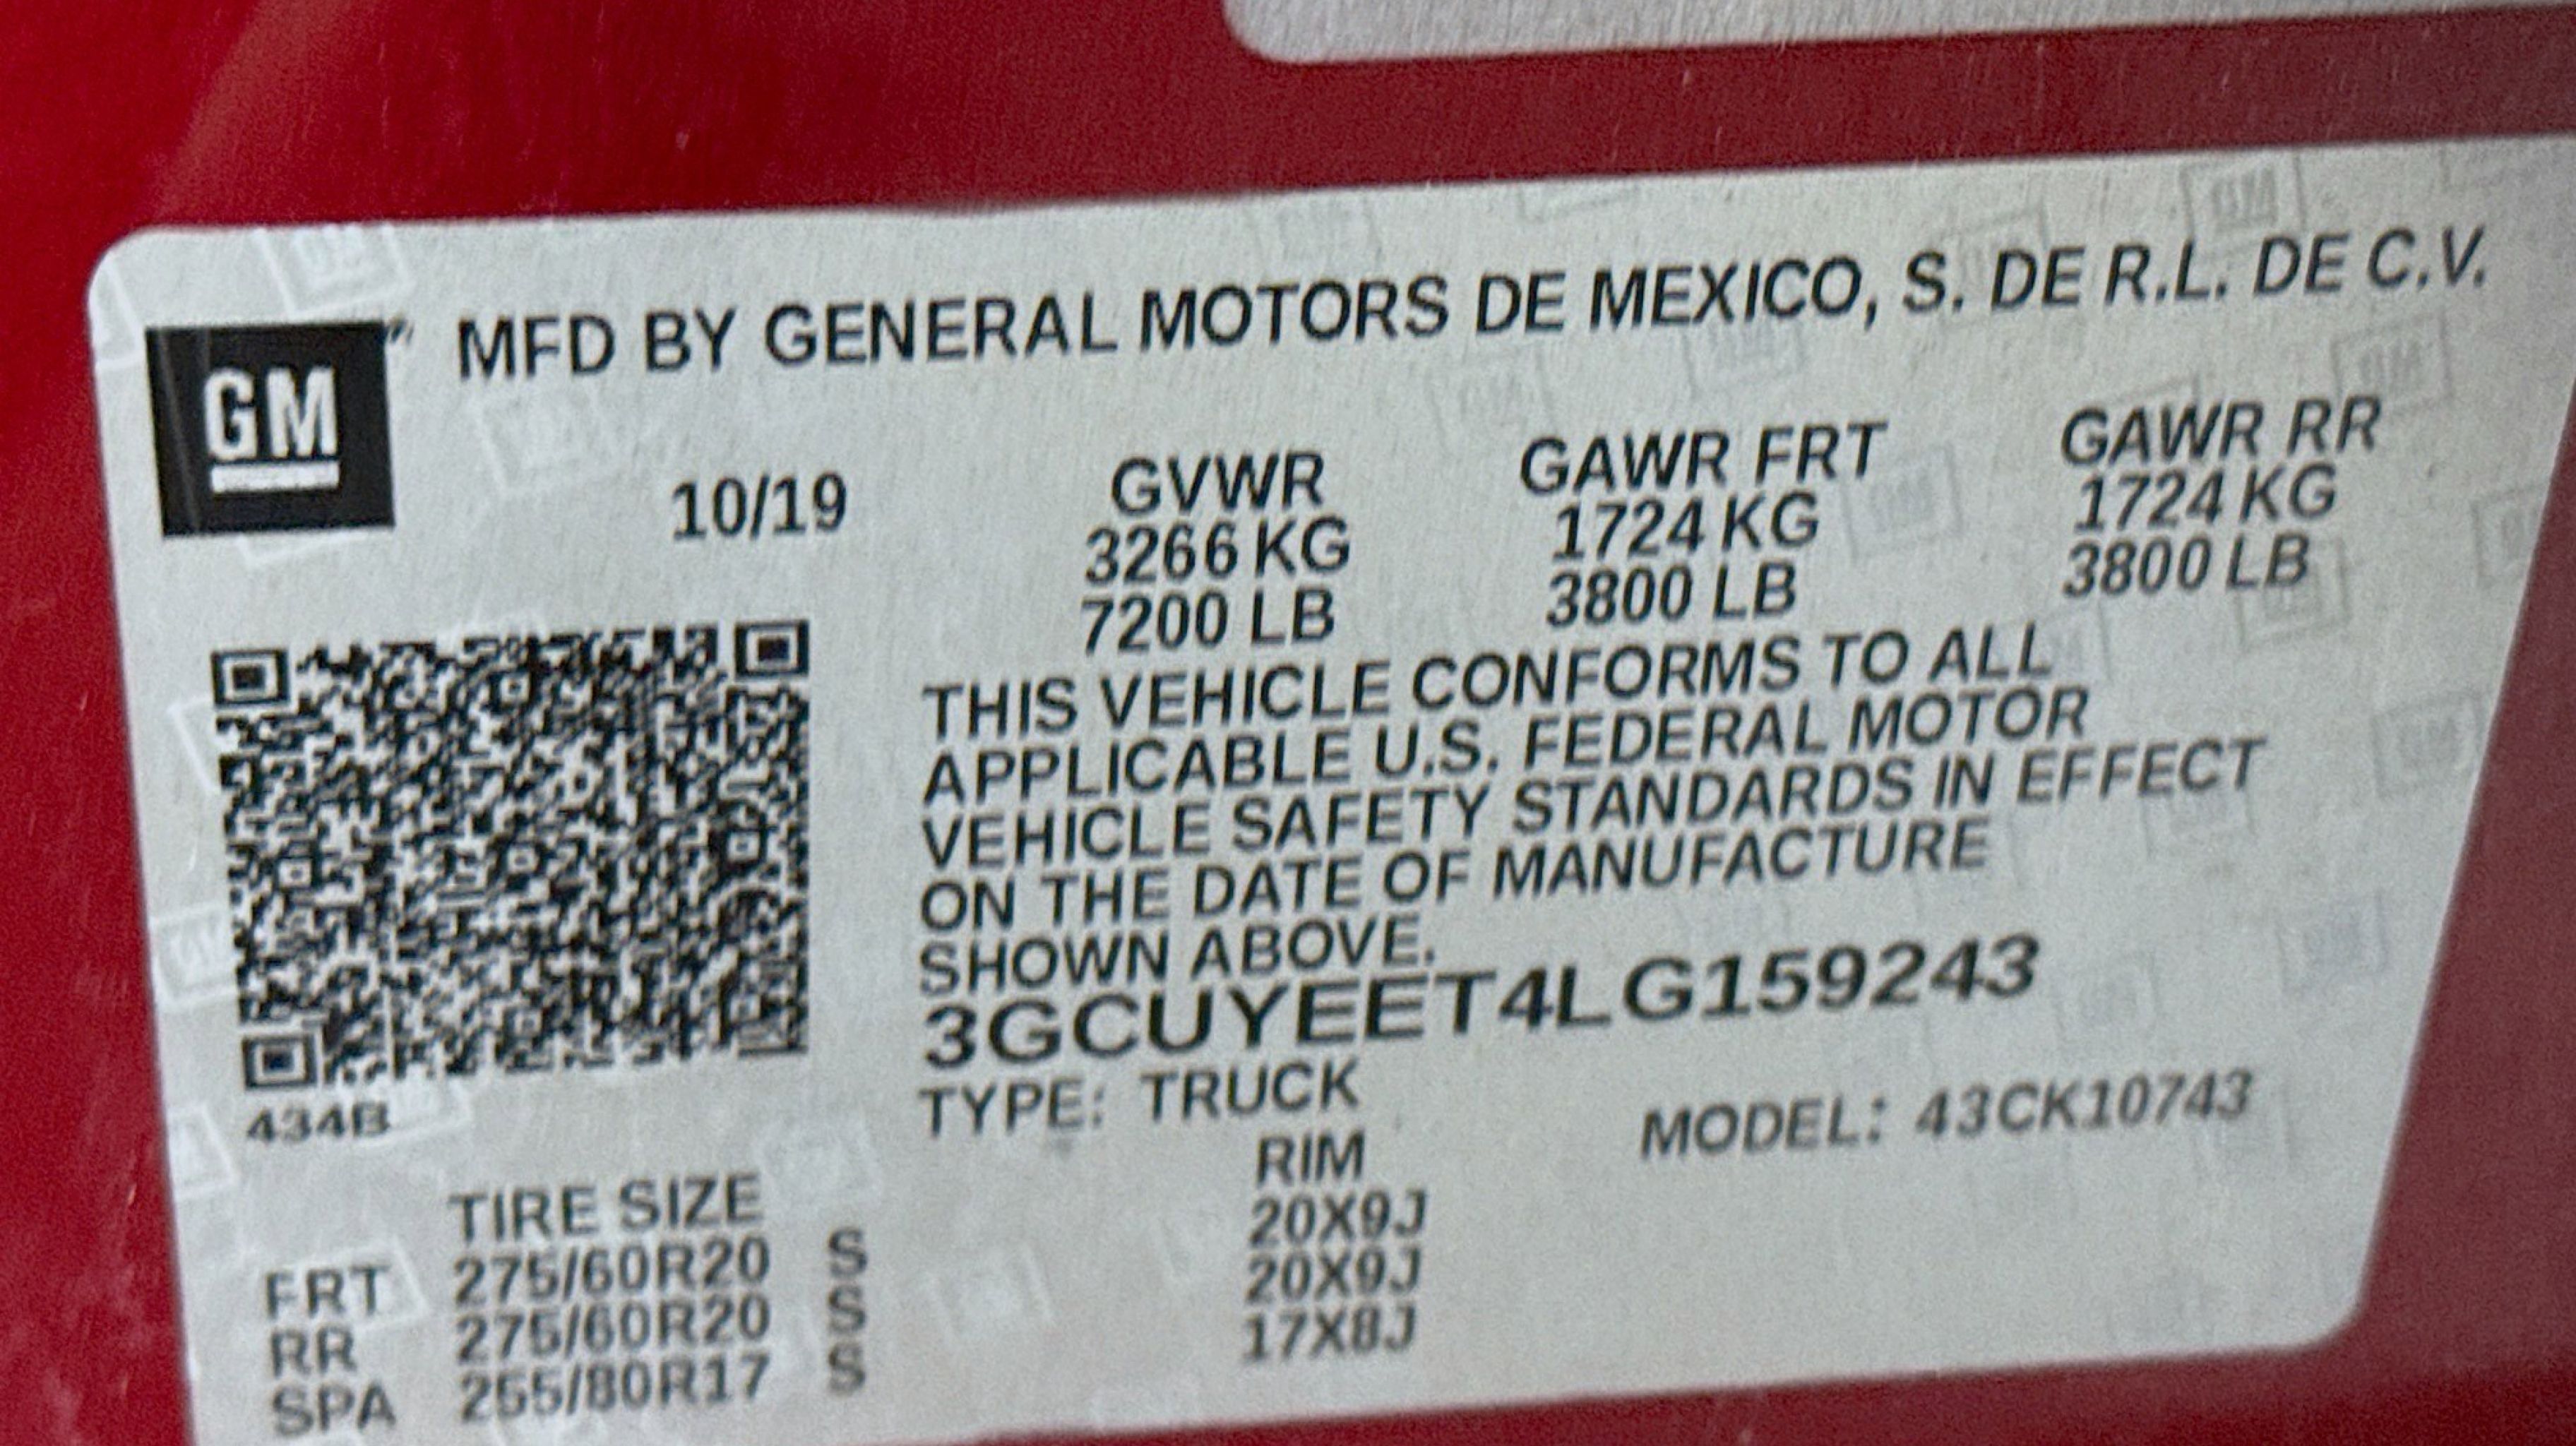 GM
MFD BY GENERAL MOTORS DE MEXICO, S. DE R.L. DE C.V.
10/19
GVWR GAWR FRT GAWR RR
3266 KG 1724 KG 1724 KG
7200 LB 3800 LB 3800 LB
THIS VEHICLE CONFORMS TO ALL
APPLICABLE U.S. FEDERAL MOTOR
VEHICLE SAFETY STANDARDS IN EFFECT
ON THE DATE OF MANUFACTURE
SHOWN ABOVE.
3GCUYEET4LG159243
434B
TYPE: TRUCK MODEL: 43CK10743
TIRE SIZE RIM
FRT 275/60R20 S 20X9J
RR 275/60R20 S 20X9J
SPA 255/80R17 S 17X8J